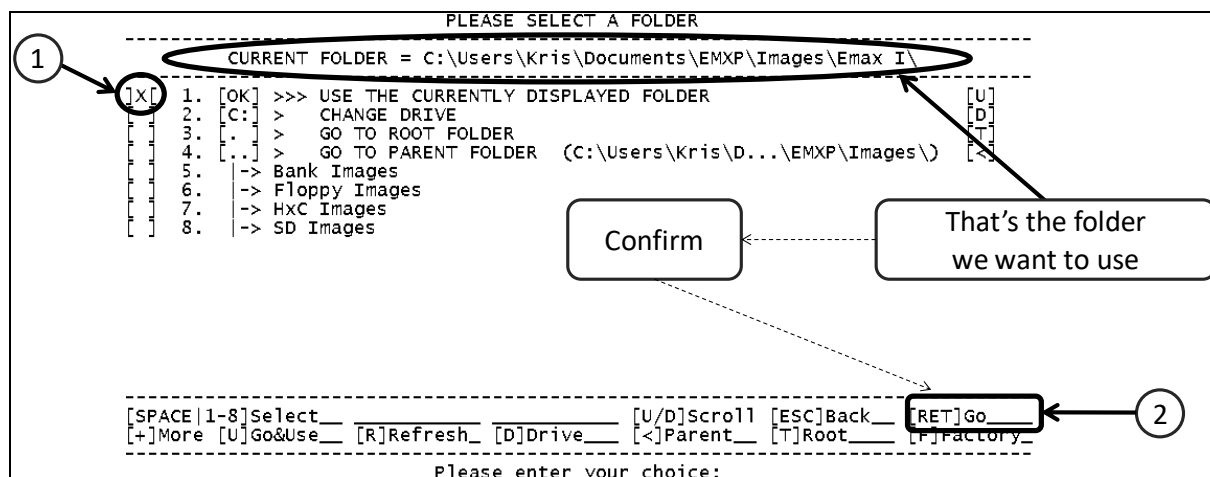 PLEASE SELECT A FOLDER
1
CURRENT FOLDER = C:\Users\Kris\Documents\EMXP\Images\Emax I\
]X[ 1. [OK] >>> USE THE CURRENTLY DISPLAYED FOLDER [U]
[ ] 2. [C:] > CHANGE DRIVE [D]
[ ] 3. [. ] > GO TO ROOT FOLDER [T]
[ ] 4. [..] > GO TO PARENT FOLDER (C:\Users\Kris\D...\EMXP\Images\) [<]
[ ] 5. |-> Bank Images
[ ] 6. |-> Floppy Images
[ ] 7. |-> HxC Images
[ ] 8. |-> SD Images
Confirm
That's the folder
we want to use
[SPACE|1-8]Select___ __________ __________ [U/D]Scroll [ESC]Back__ [RET]Go____
2
[+]More [U]Go&Use__ [R]Refresh_ [D]Drive___ [<]Parent__ [T]Root____ [F]Factory_
Please enter your choice: